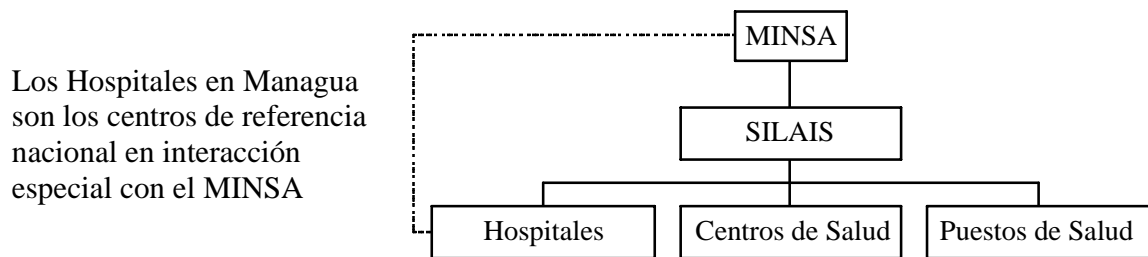 MINSA
Los Hospitales en Managua
son los centros de referencia
nacional en interacción
especial con el MINSA
SILAIS
Hospitales
Centros de Salud
Puestos de Salud